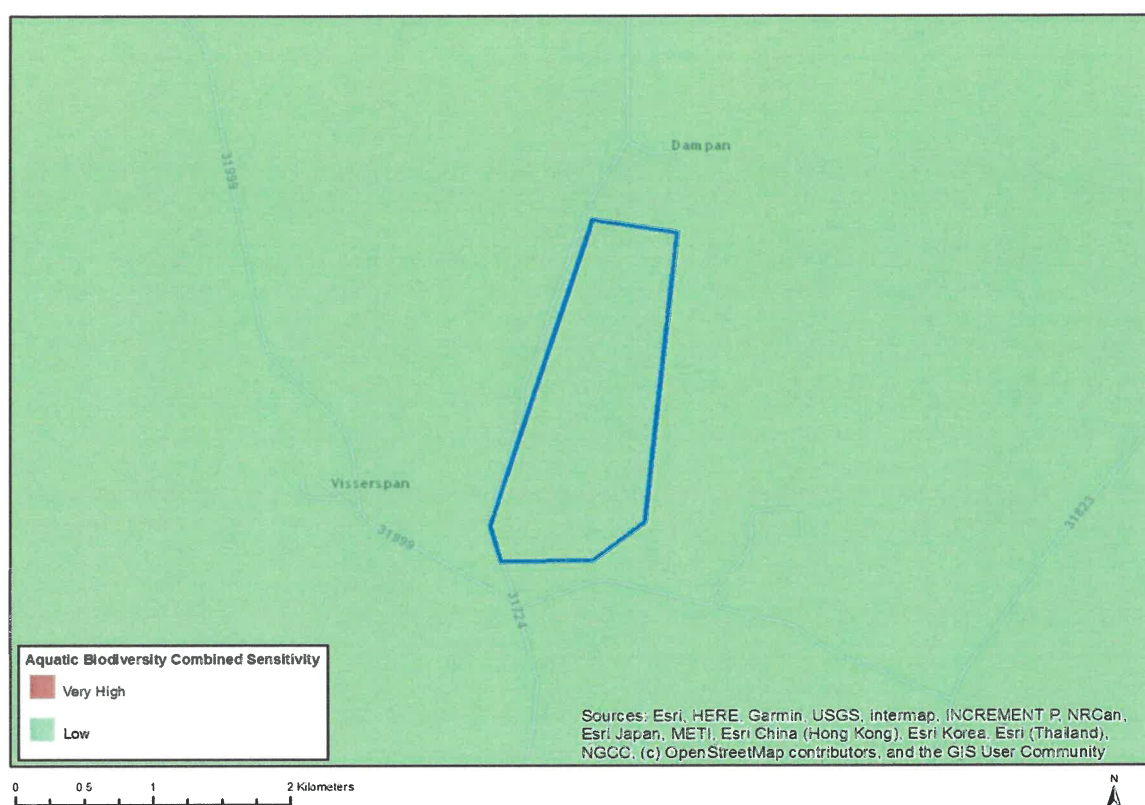 Dampan
31999
Visserspan
31999
31823
31724
Aquatic Biodiversity Combined Sensitivity
Very High
Low
Sources: Esri, HERE, Garmin, USGS, Intermap, INCREMENT P, NRCan,
Esri Japan, METI, Esri China (Hong Kong), Esri Korea, Esri (Thailand),
NGCC, (c) OpenStreetMap contributors, and the GIS User Community
0 0.5 1 2 Kilometers
N